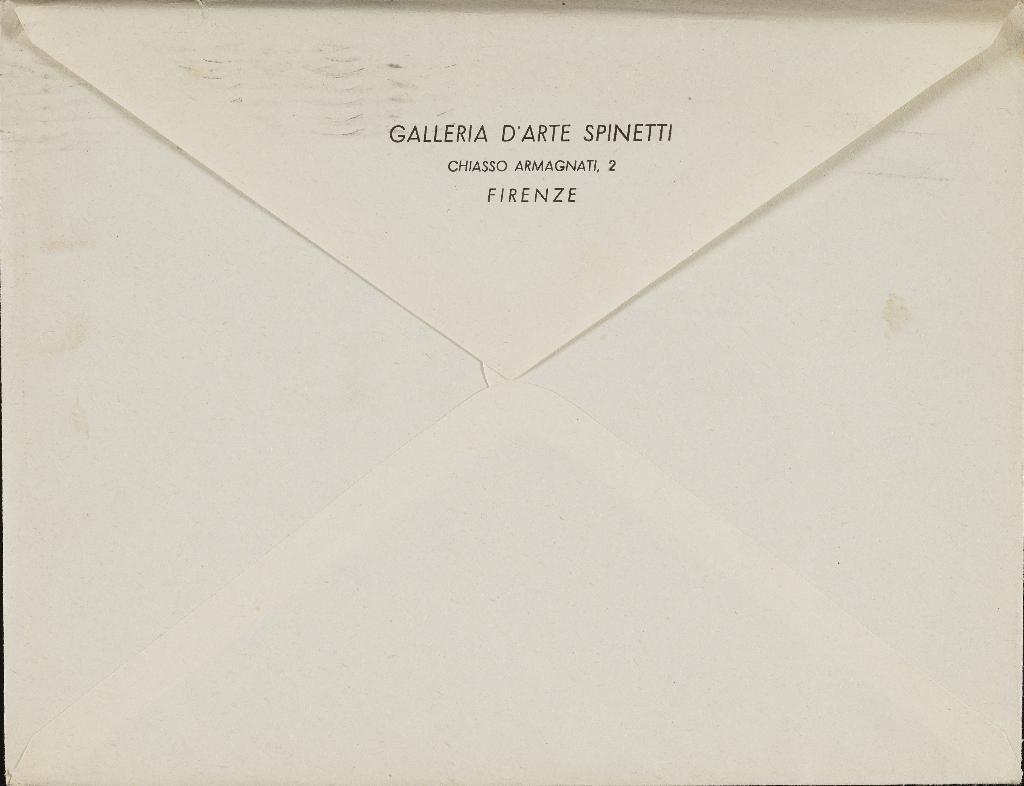 GALLERIA D'ARTE SPINETTI
CHIASSO ARMAGNATI, 2
FIRENZE